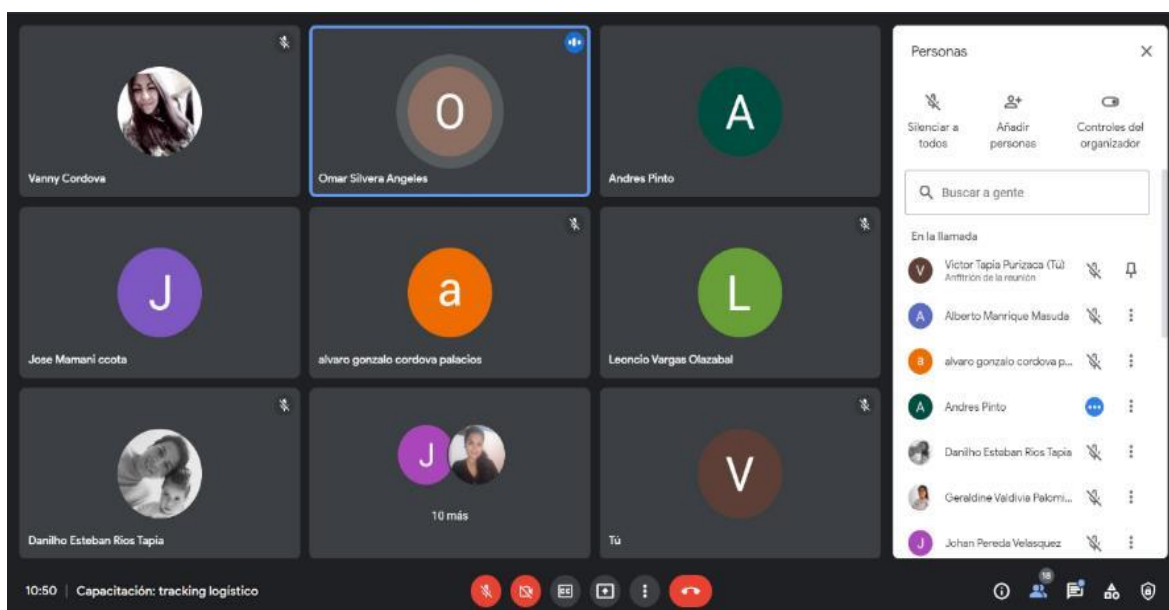 Vanny Cordova
O
Omar Silvera Angeles
A
Andres Pinto
J
Jose Mamani ccota
a
alvaro gonzalo cordova palacios
L
Leoncio Vargas Olazabal
Danilho Esteban Rios Tapia
J
10 más
V
Tú
Personas
Silenciar a todos
Añadir personas
Controles del organizador
Buscar a gente
En la llamada
V
Victor Tapia Purizaca (Tú)
Anfitrión de la reunión
A
Alberto Manrique Masuda
a
alvaro gonzalo cordova p...
A
Andres Pinto
Danilho Esteban Rios Tapia
Geraldine Valdivia Palomi...
J
Johan Pereda Velasquez
10:50 | Capacitación: tracking logístico
18